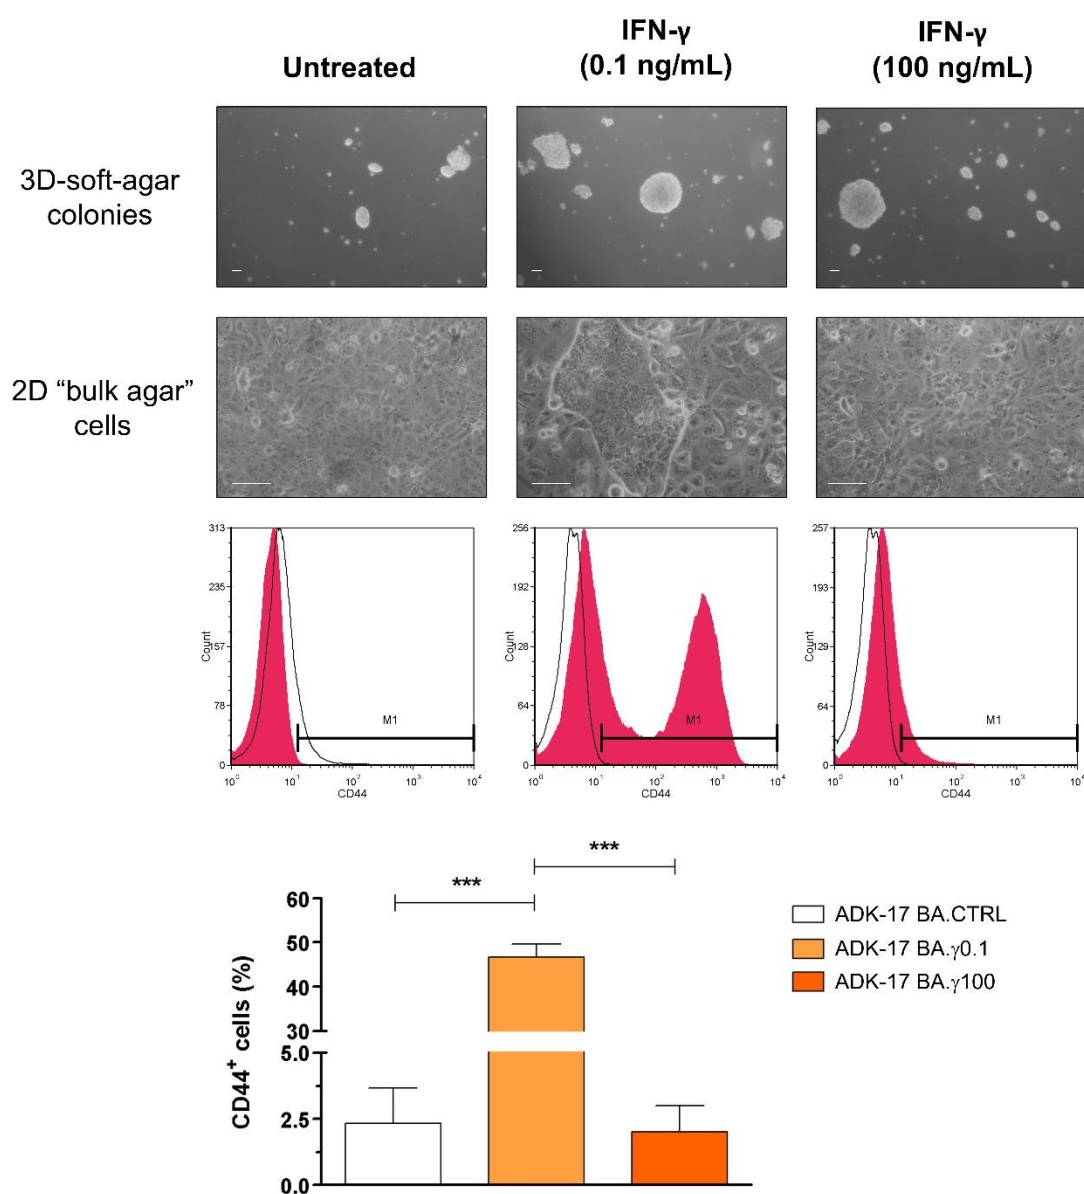 Untreated
IFN-γ
(0.1 ng/mL)
IFN-γ
(100 ng/mL)
3D-soft-agar
colonies
2D “bulk agar”
cells
313
235
157
78
0
Count
M1
10⁰ 10¹ 10² 10³ 10⁴
CD44
256
192
128
64
0
Count
M1
10⁰ 10¹ 10² 10³ 10⁴
CD44
257
193
129
64
0
Count
M1
10⁰ 10¹ 10² 10³ 10⁴
CD44
***
***
60
50
40
30
5.0
2.5
0.0
CD44⁺ cells (%)
ADK-17 BA.CTRL
ADK-17 BA.γ0.1
ADK-17 BA.γ100